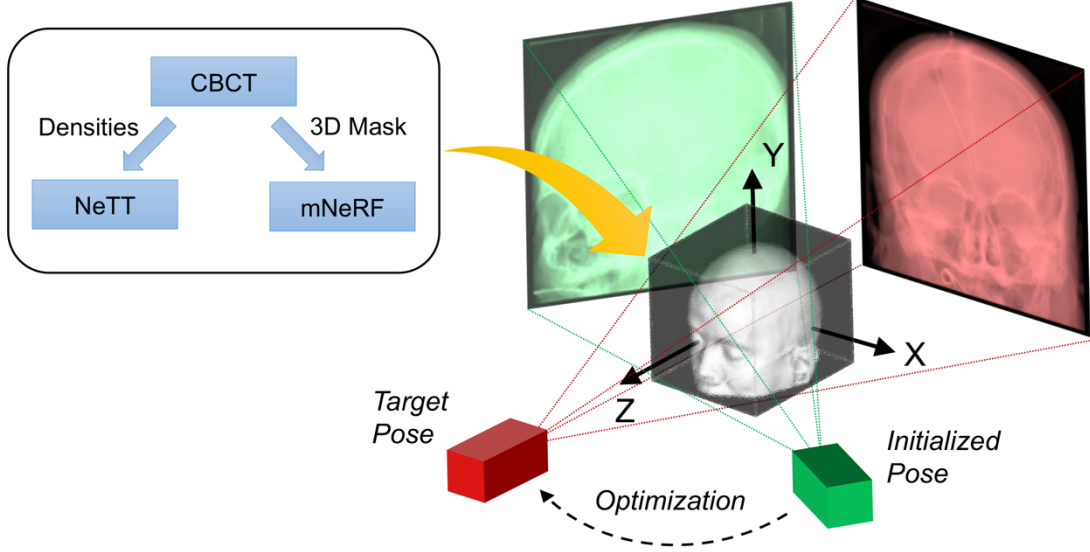 CBCT
Densities
3D Mask
NeTT
mNeRF
Y
X
Z
Target
Pose
Initialized
Pose
Optimization